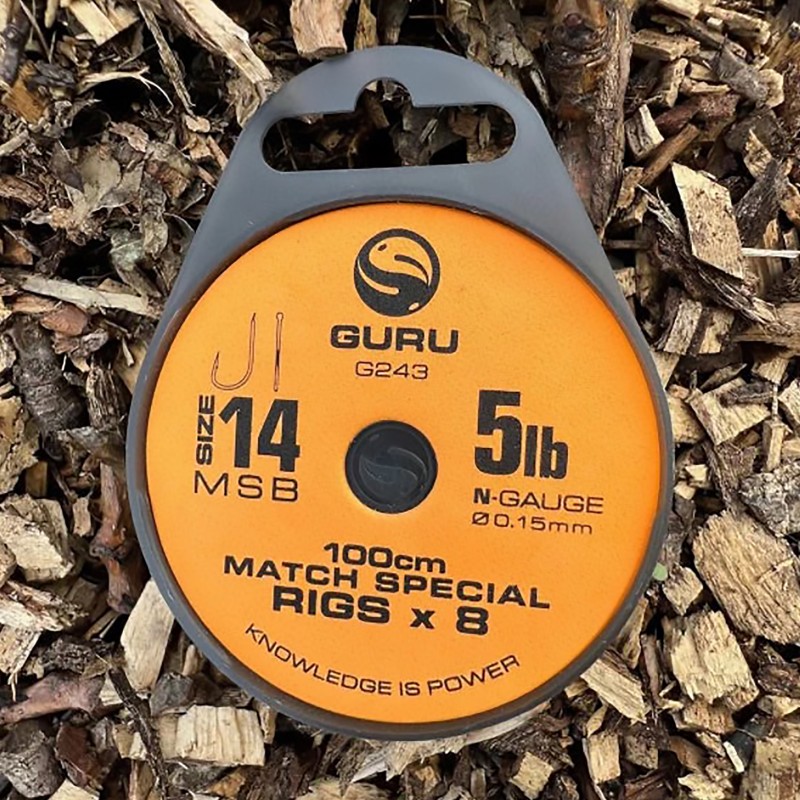 GURU
G243
SIZE 14
MSB
5lb
N-GAUGE
Ø0.15mm
100cm
MATCH SPECIAL
RIGS x 8
KNOWLEDGE IS POWER